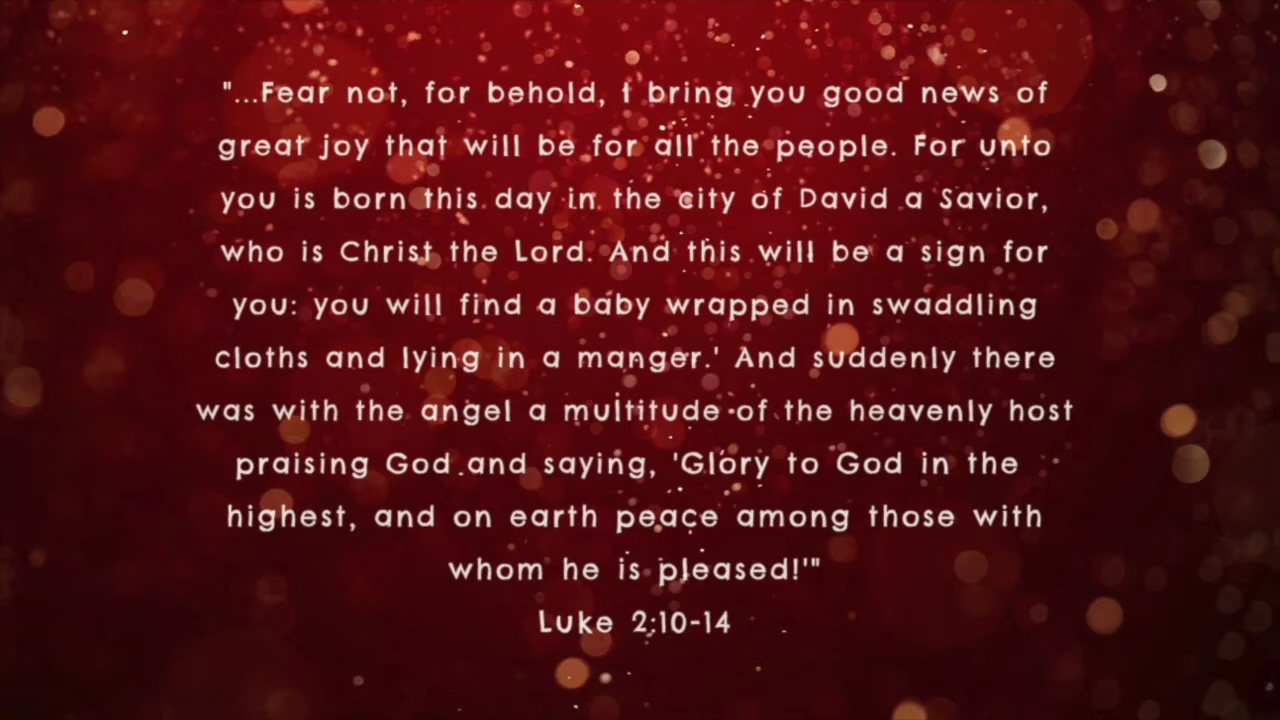 "...Fear not, for behold, I bring you good news of
great joy that will be for all the people. For unto
you is born this day in the city of David a Savior,
who is Christ the Lord. And this will be a sign for
you: you will find a baby wrapped in swaddling
cloths and lying in a manger.' And suddenly there
was with the angel a multitude of the heavenly host
praising God and saying, 'Glory to God in the
highest, and on earth peace among those with
whom he is pleased!'"
Luke 2:10-14